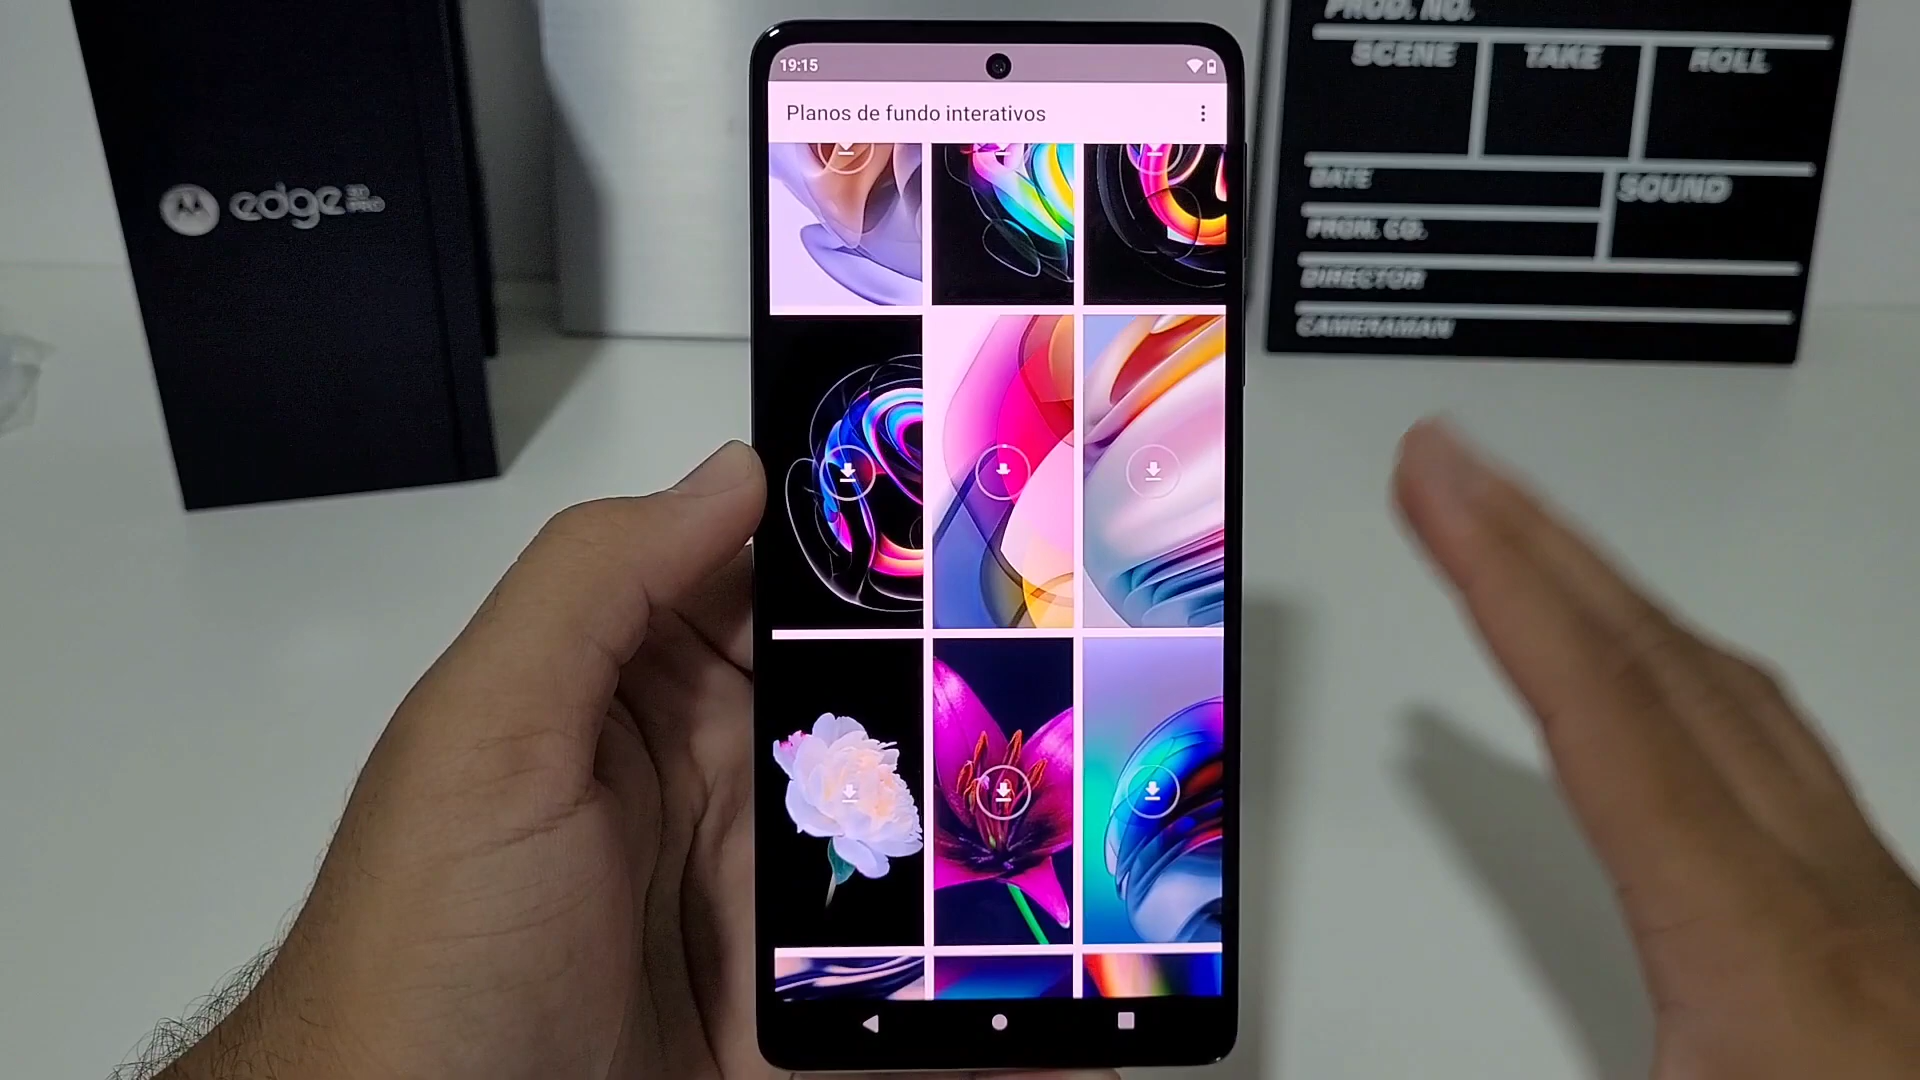 PROD. NO.
SCENE TAKE ROLL
19:15
Planos de fundo interativos
edge 30 PRO
DATE
SOUND
PROM. CO.
DIRECTOR
CAMERAMAN